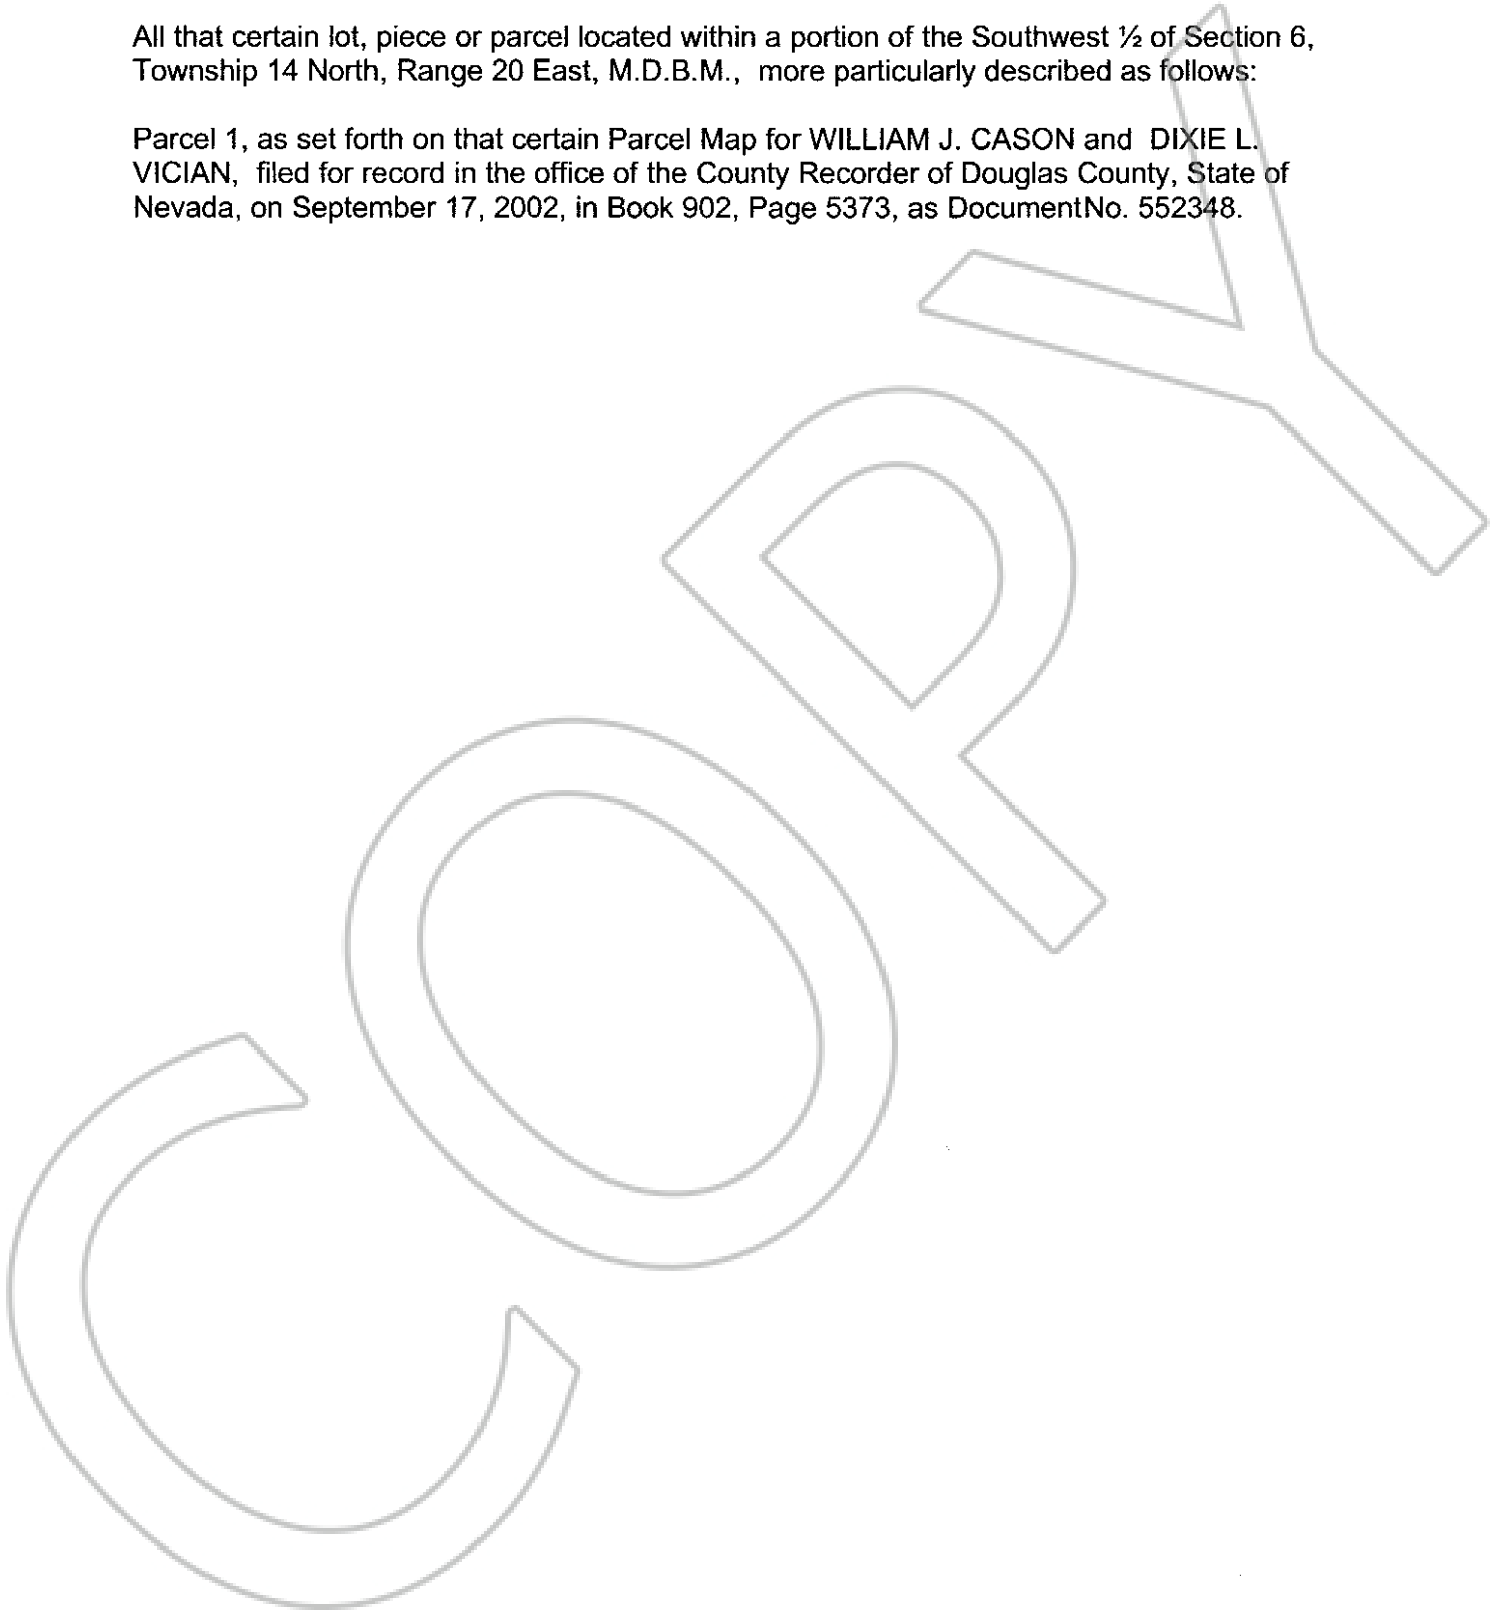 All that certain lot, piece or parcel located within a portion of the Southwest ½ of Section 6,
Township 14 North, Range 20 East, M.D.B.M., more particularly described as follows:
Parcel 1, as set forth on that certain Parcel Map for WILLIAM J. CASON and DIXIE L.
VICIAN, filed for record in the office of the County Recorder of Douglas County, State of
Nevada, on September 17, 2002, in Book 902, Page 5373, as DocumentNo. 552348.
COPY